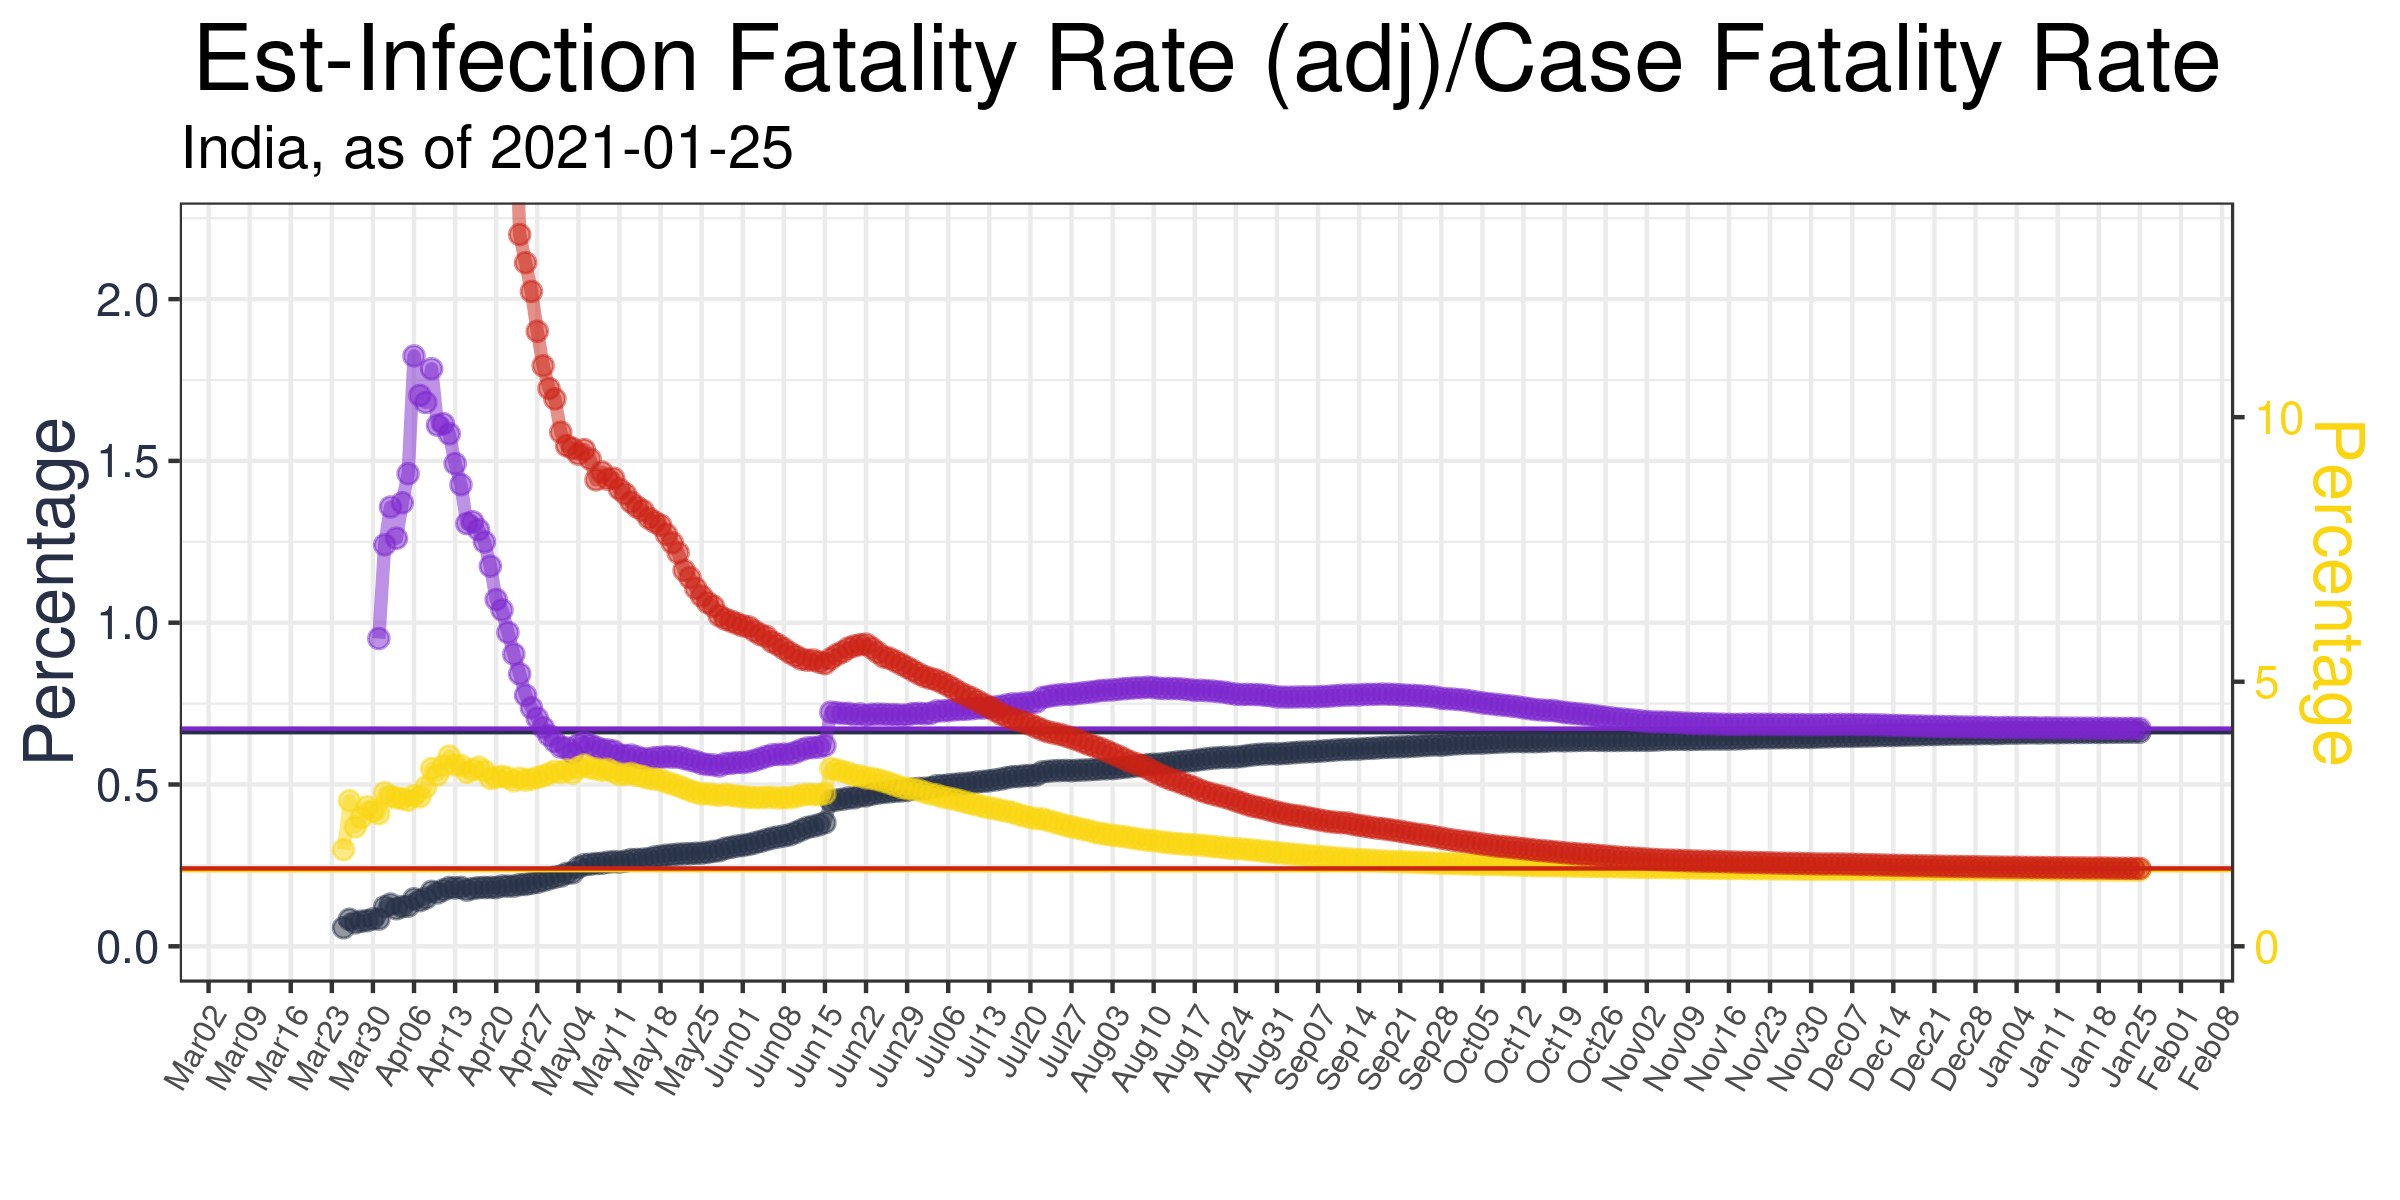 Est-Infection Fatality Rate (adj)/Case Fatality Rate
India, as of 2021-01-25
Percentage
2.0
1.5
1.0
0.5
0.0
10
5
0
Percentage
Mar02
Mar09
Mar16
Mar23
Mar30
Apr06
Apr13
Apr20
Apr27
May04
May11
May18
May25
Jun01
Jun08
Jun15
Jun22
Jun29
Jul06
Jul13
Jul20
Jul27
Aug03
Aug10
Aug17
Aug24
Aug31
Sep07
Sep14
Sep21
Sep28
Oct05
Oct12
Oct19
Oct26
Nov02
Nov09
Nov16
Nov23
Nov30
Dec07
Dec14
Dec21
Dec28
Jan04
Jan11
Jan18
Jan25
Feb01
Feb08